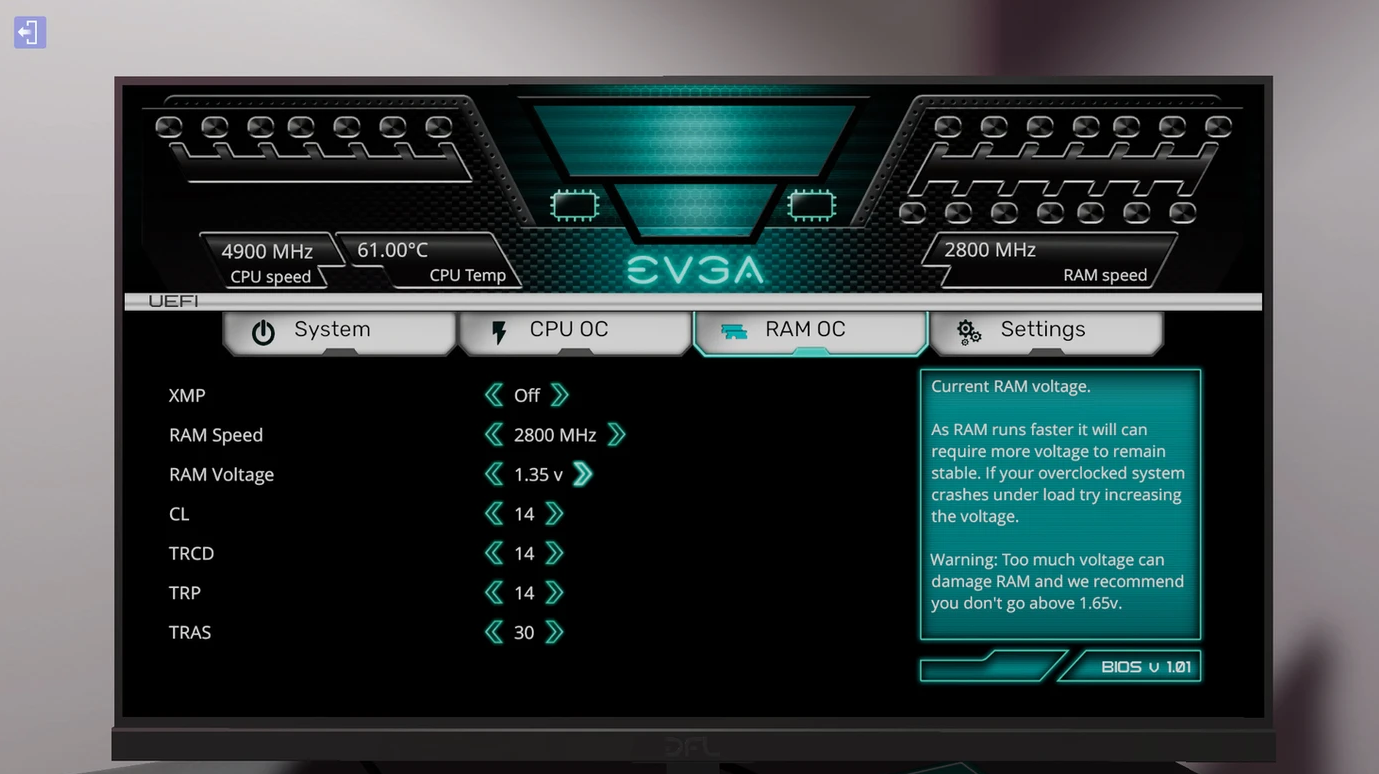 4900 MHz
CPU speed
61.00°C
CPU Temp
EVGA
2800 MHz
RAM speed
UEFI
System
CPU OC
RAM OC
Settings
XMP
Off
RAM Speed
2800 MHz
RAM Voltage
1.35 v
CL
14
TRCD
14
TRP
14
TRAS
30
Current RAM voltage.
As RAM runs faster it will can
require more voltage to remain
stable. If your overclocked system
crashes under load try increasing
the voltage.
Warning: Too much voltage can
damage RAM and we recommend
you don't go above 1.65v.
BIOS v 1.01
DFL